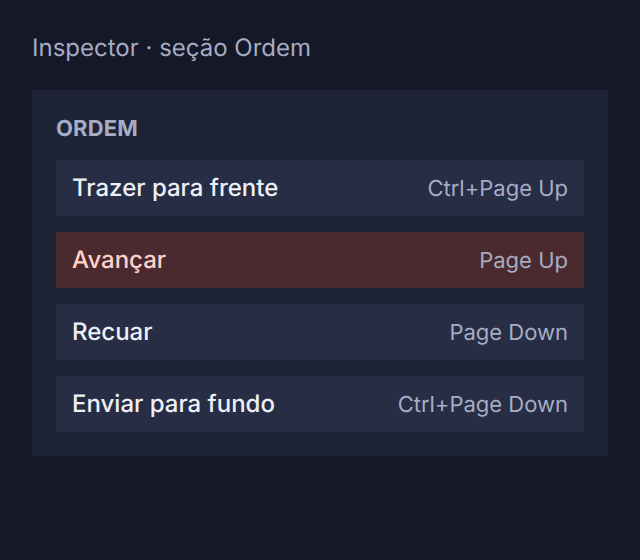 Inspector · seção Ordem
ORDEM
Trazer para frente Ctrl+Page Up
Avançar Page Up
Recuar Page Down
Enviar para fundo Ctrl+Page Down